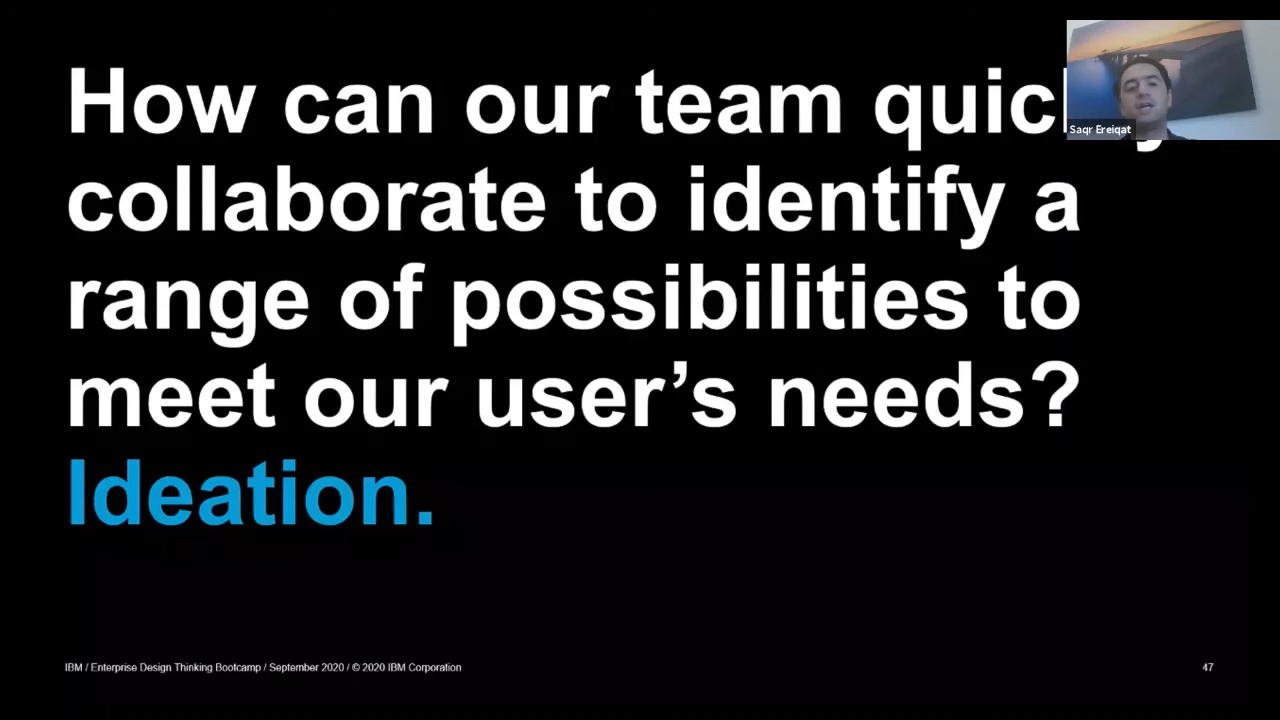 How can our team quic
collaborate to identify a
range of possibilities to
meet our user’s needs?
Ideation.
Saqr Ereiqat
IBM / Enterprise Design Thinking Bootcamp / September 2020 / © 2020 IBM Corporation
47